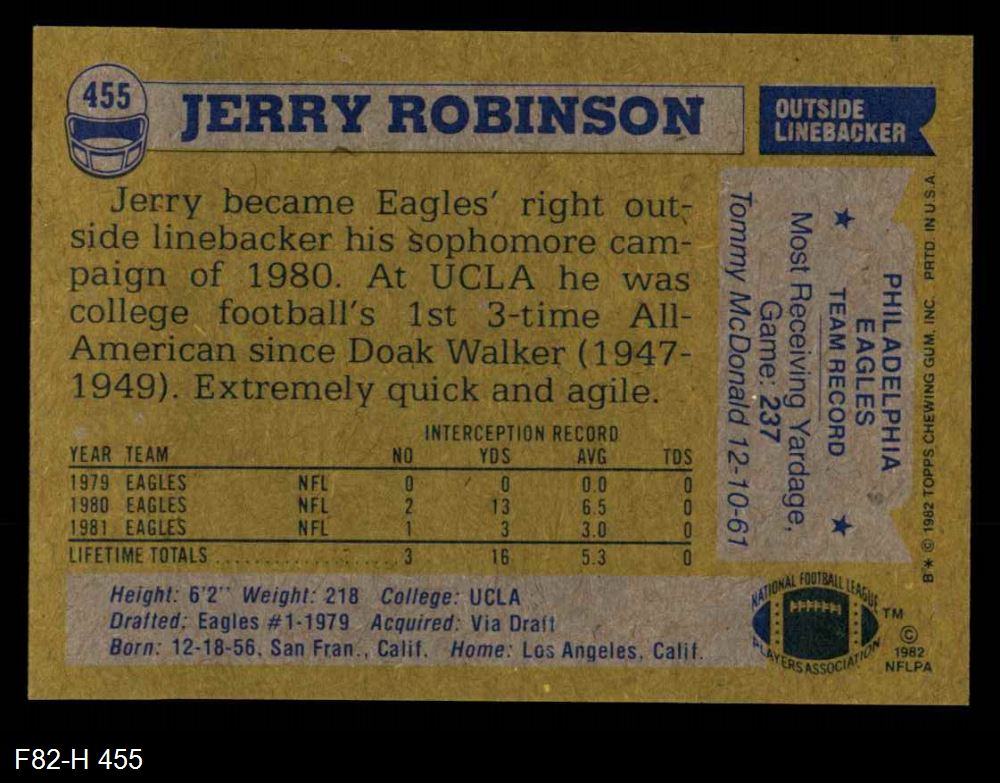 455
JERRY ROBINSON
OUTSIDE
LINEBACKER
Jerry became Eagles' right out-
side linebacker his sophomore cam-
paign of 1980. At UCLA he was
college football's 1st 3-time All-
American since Doak Walker (1947-
1949). Extremely quick and agile.
INTERCEPTION RECORD
YEAR TEAM NO YDS AVG TDS
1979 EAGLES NFL 0 0 0.0 0
1980 EAGLES NFL 2 13 6.5 0
1981 EAGLES NFL 1 3 3.0 0
LIFETIME TOTALS .................... 3 16 5.3 0
Height: 6'2" Weight: 218 College: UCLA
Drafted: Eagles #1-1979 Acquired: Via Draft
Born: 12-18-56, San Fran., Calif. Home: Los Angeles, Calif.
PHILADELPHIA
EAGLES
★ TEAM RECORD ★
Most Receiving Yardage,
Game: 237
Tommy McDonald 12-10-61
B* © 1982 TOPPS CHEWING GUM, INC. PRTD. IN U.S.A.
NATIONAL FOOTBALL LEAGUE
PLAYERS ASSOCIATION
TM
©
1982
NFLPA
F82-H 455